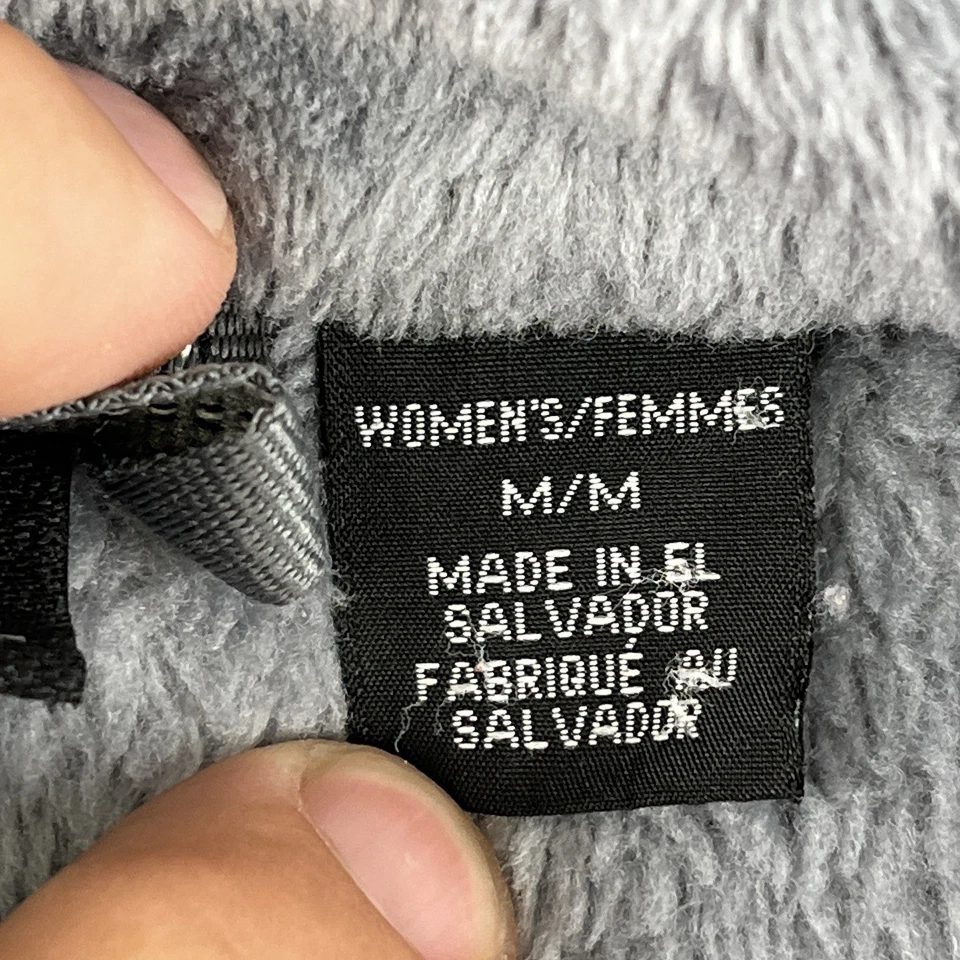 WOMEN'S/FEMMES
M/M
MADE IN EL
SALVADOR
FABRIQUÉ AU
SALVADOR